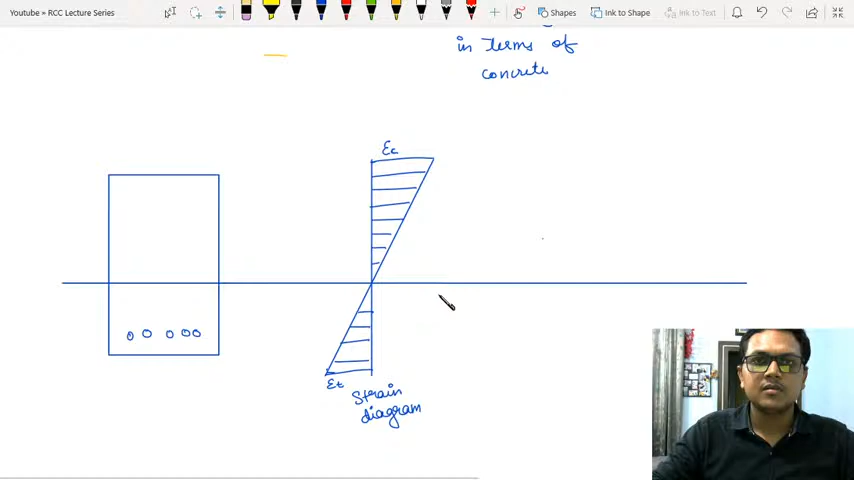 Youtube » RCC Lecture Series
Shapes
Ink to Shape
Ink to Text
in terms of
concrete
Ec
Et
Strain
diagram